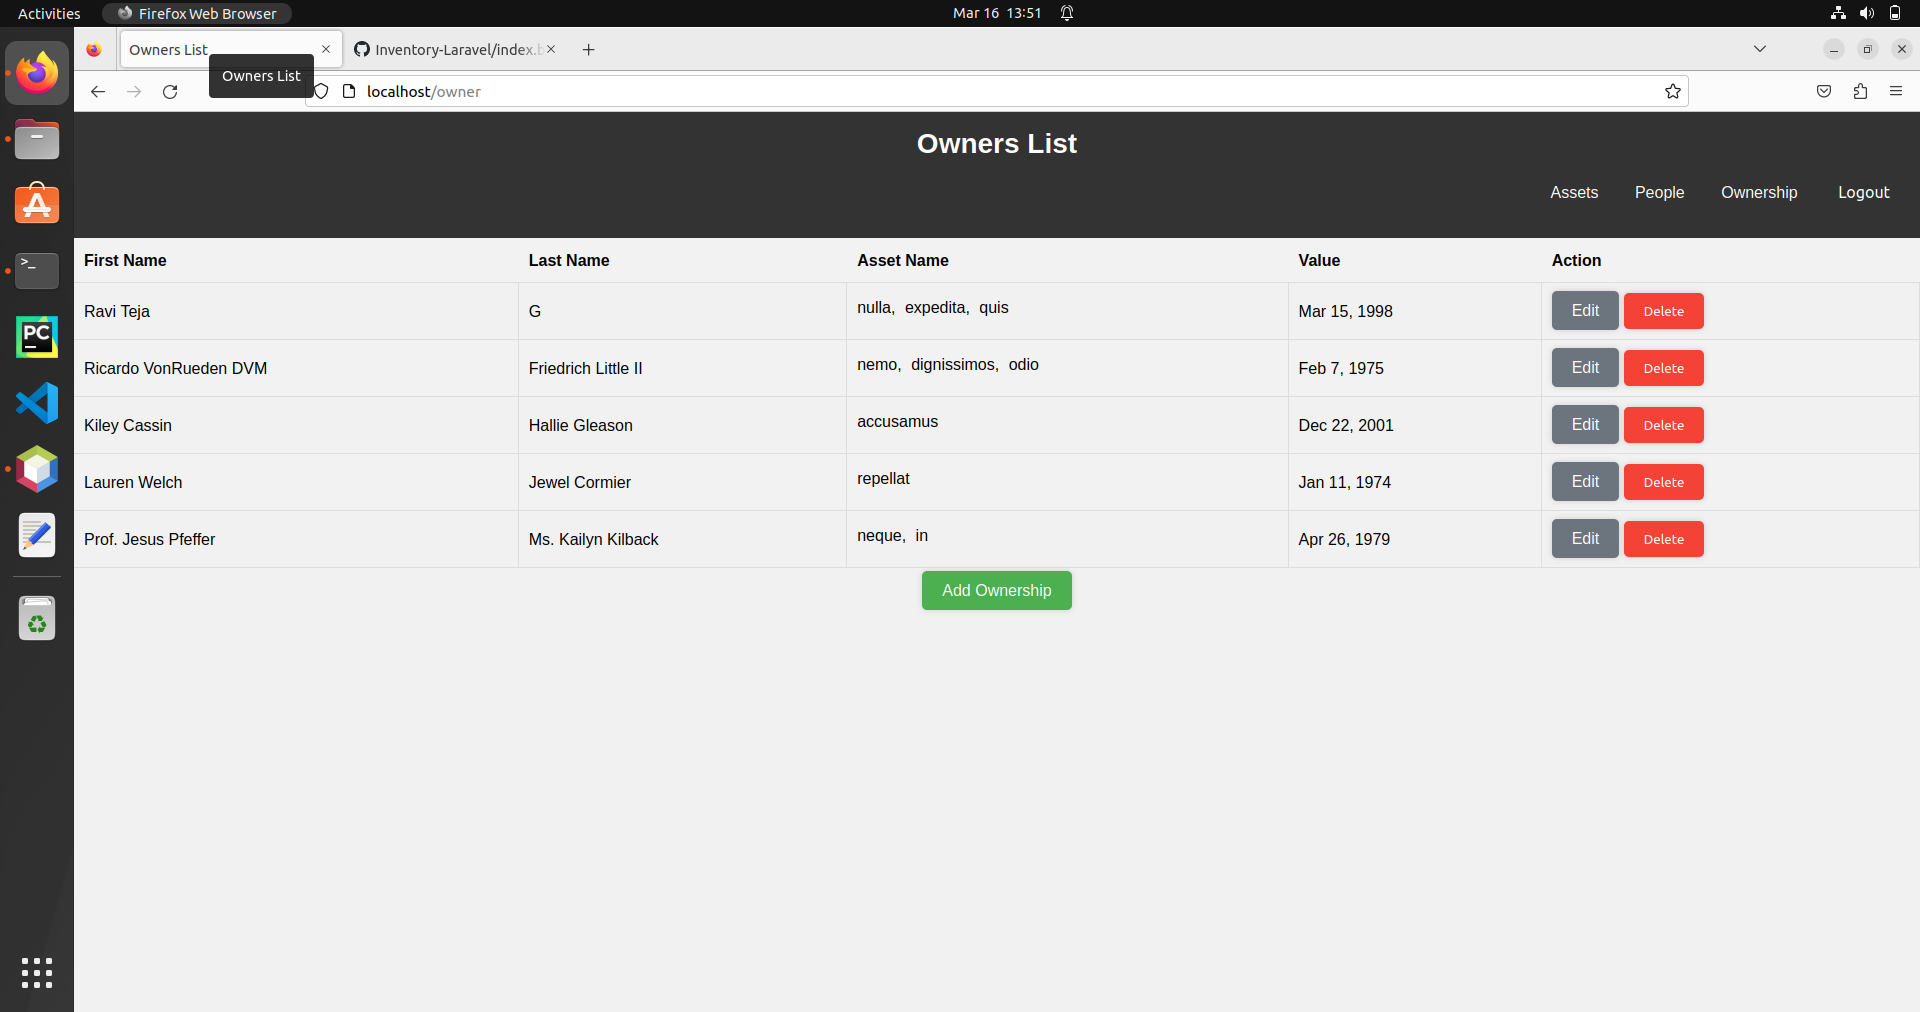 Activities Firefox Web Browser Mar 16 13:51
Owners List Inventory-Laravel/index.b
Owners List
localhost/owner
Owners List
Assets People Ownership Logout
First Name Last Name Asset Name Value Action
Ravi Teja G nulla, expedita, quis Mar 15, 1998 Edit Delete
Ricardo VonRueden DVM Friedrich Little II nemo, dignissimos, odio Feb 7, 1975 Edit Delete
Kiley Cassin Hallie Gleason accusamus Dec 22, 2001 Edit Delete
Lauren Welch Jewel Cormier repellat Jan 11, 1974 Edit Delete
Prof. Jesus Pfeffer Ms. Kailyn Kilback neque, in Apr 26, 1979 Edit Delete
Add Ownership
PC